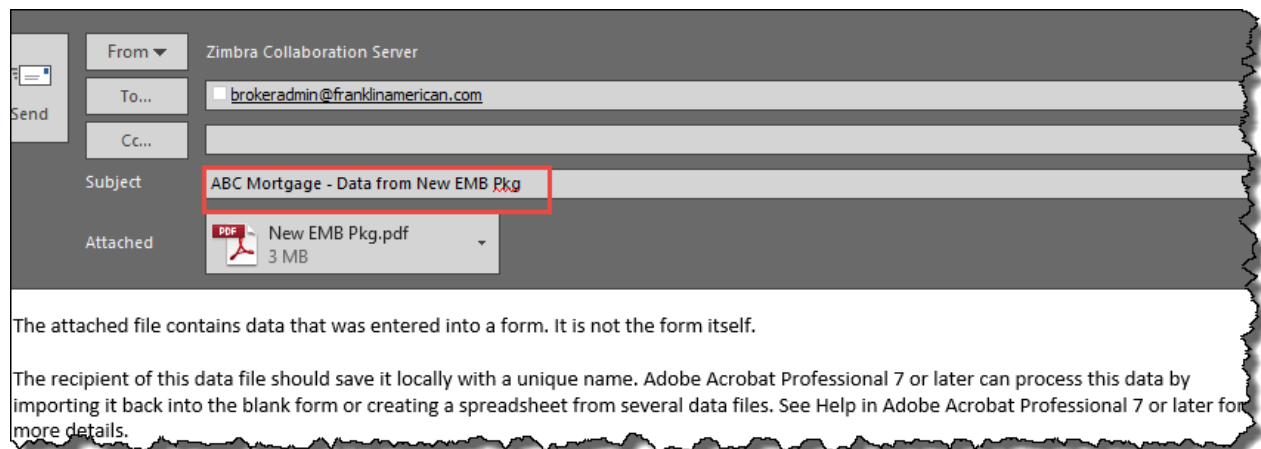 From
Zimbra Collaboration Server
Send
To...
brokeradmin@franklinamerican.com
Cc...
Subject
ABC Mortgage - Data from New EMB Pkg
Attached
PDF
New EMB Pkg.pdf
3 MB
The attached file contains data that was entered into a form. It is not the form itself.
The recipient of this data file should save it locally with a unique name. Adobe Acrobat Professional 7 or later can process this data by
importing it back into the blank form or creating a spreadsheet from several data files. See Help in Adobe Acrobat Professional 7 or later for
more details.